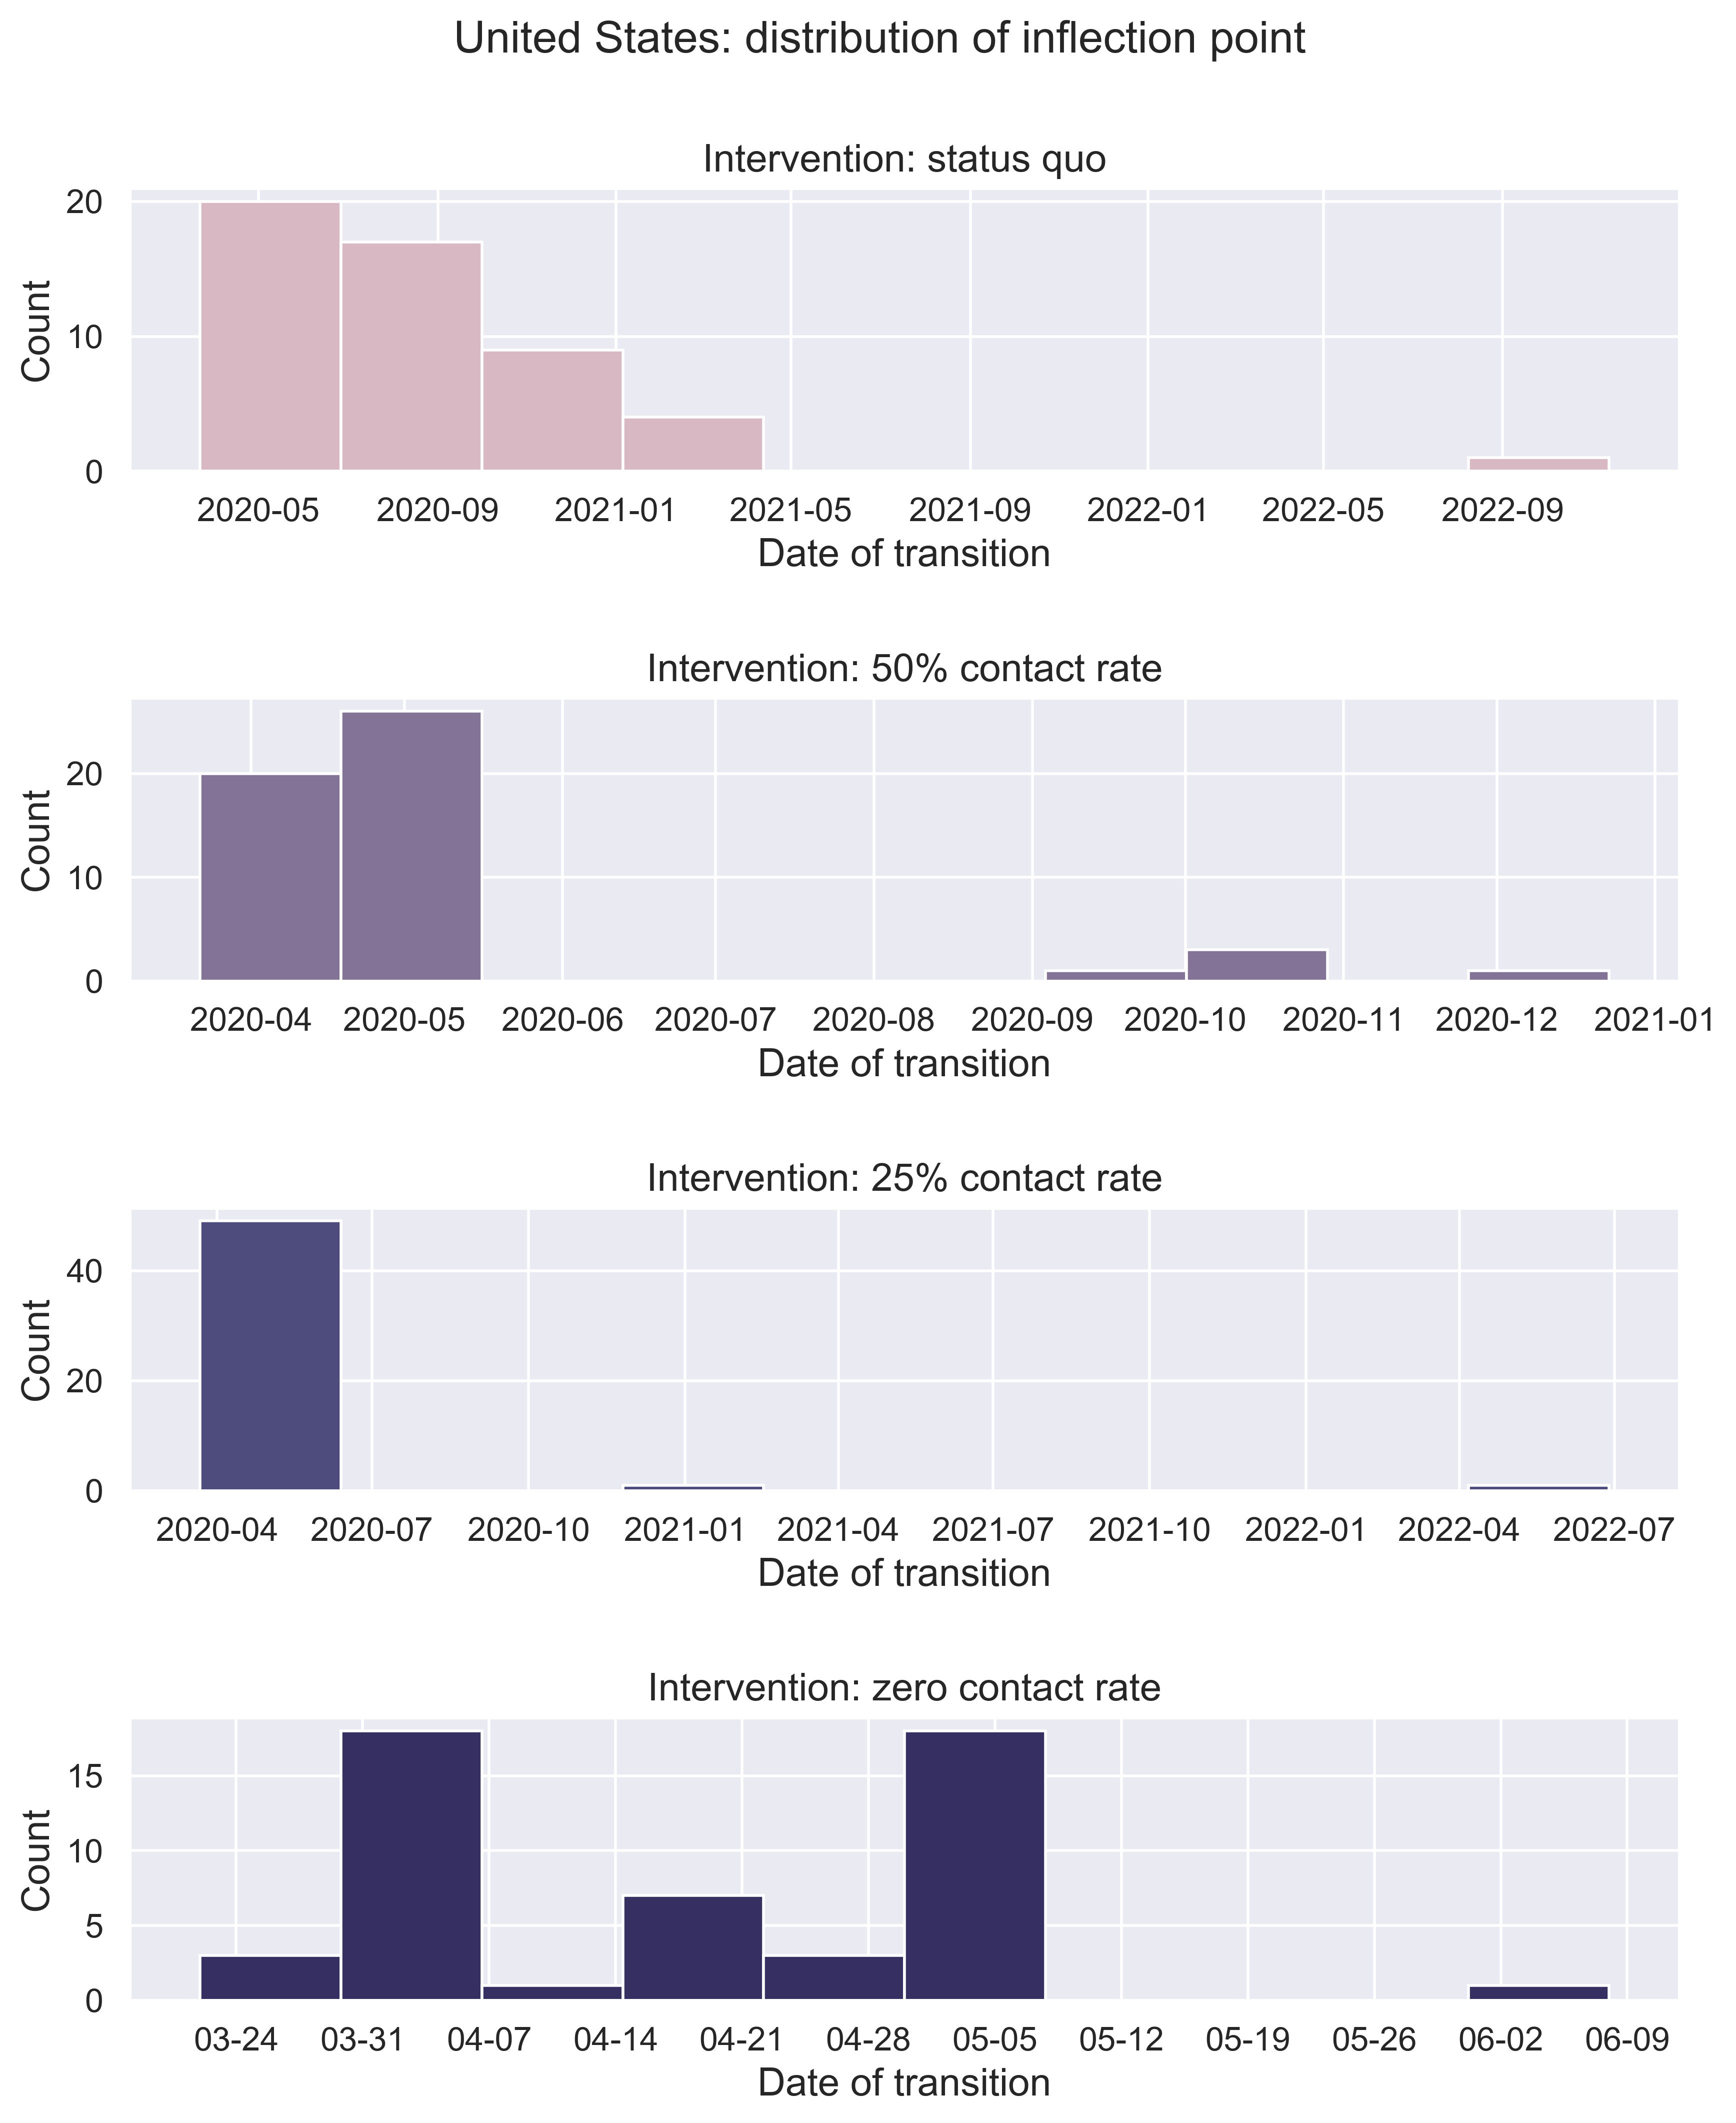 United States: distribution of inflection point
Intervention: status quo
Count
20
10
0
2020-05 2020-09 2021-01 2021-05 2021-09 2022-01 2022-05 2022-09
Date of transition
Intervention: 50% contact rate
Count
20
10
0
2020-04 2020-05 2020-06 2020-07 2020-08 2020-09 2020-10 2020-11 2020-12 2021-01
Date of transition
Intervention: 25% contact rate
Count
40
20
0
2020-04 2020-07 2020-10 2021-01 2021-04 2021-07 2021-10 2022-01 2022-04 2022-07
Date of transition
Intervention: zero contact rate
Count
15
10
5
0
03-24 03-31 04-07 04-14 04-21 04-28 05-05 05-12 05-19 05-26 06-02 06-09
Date of transition